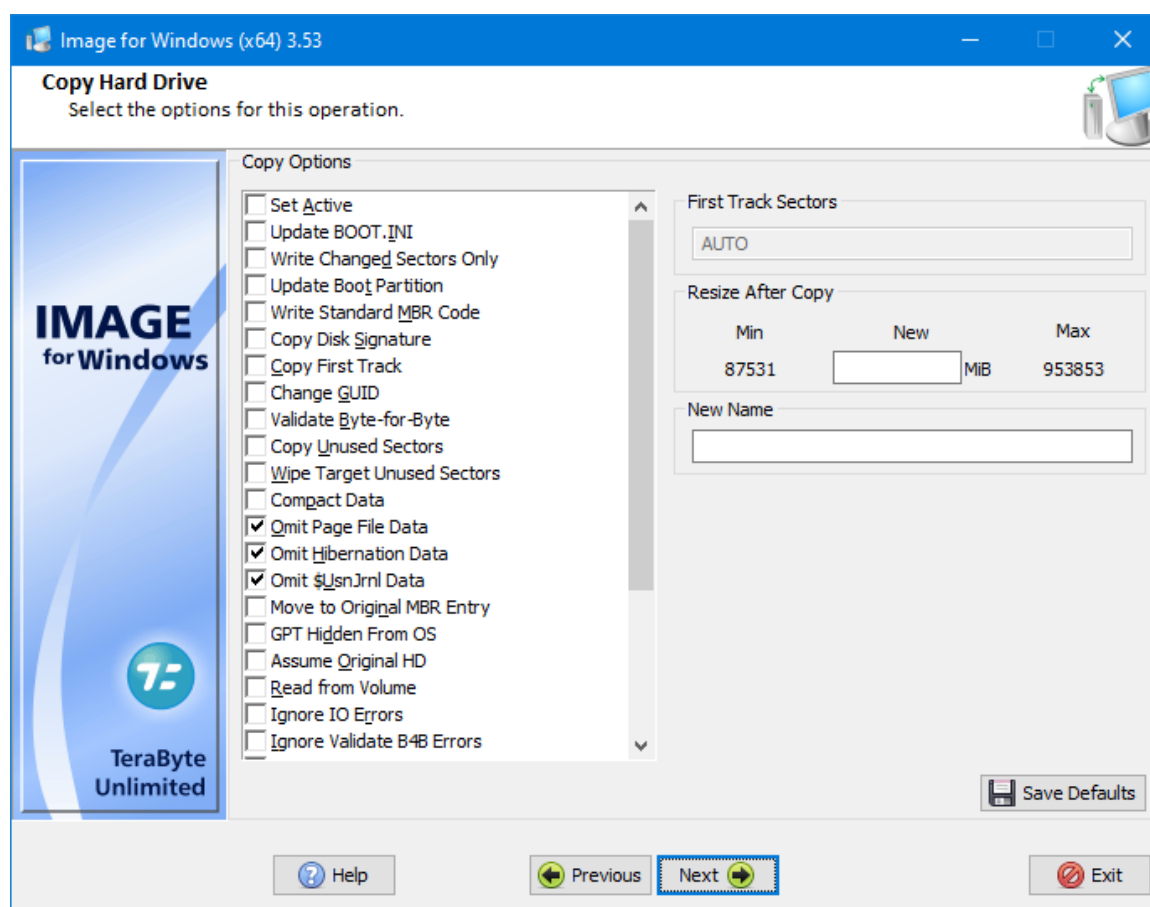 Image for Windows (x64) 3.53
Copy Hard Drive
Select the options for this operation.
IMAGE
for Windows
TeraByte
Unlimited
Copy Options
Set Active
Update BOOT.INI
Write Changed Sectors Only
Update Boot Partition
Write Standard MBR Code
Copy Disk Signature
Copy First Track
Change GUID
Validate Byte-for-Byte
Copy Unused Sectors
Wipe Target Unused Sectors
Compact Data
Omit Page File Data
Omit Hibernation Data
Omit $UsnJrnl Data
Move to Original MBR Entry
GPT Hidden From OS
Assume Original HD
Read from Volume
Ignore IO Errors
Ignore Validate B4B Errors
First Track Sectors
AUTO
Resize After Copy
Min New Max
87531 MiB 953853
New Name
Save Defaults
Help Previous Next Exit